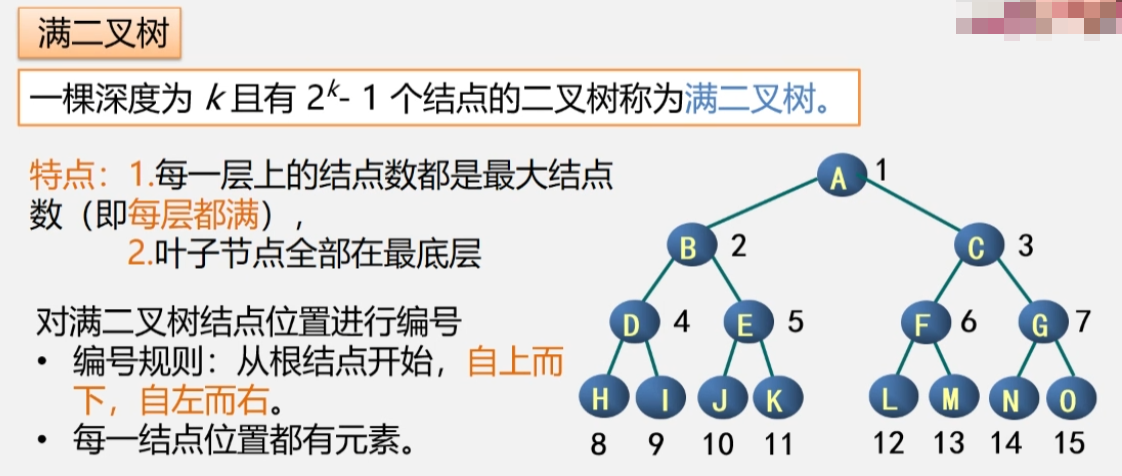 满二叉树
一棵深度为 k 且有 2^k- 1 个结点的二叉树称为满二叉树。
特点：1.每一层上的结点数都是最大结点
数（即每层都满），
2.叶子节点全部在最底层
对满二叉树结点位置进行编号
• 编号规则：从根结点开始，自上而
下，自左而右。
• 每一结点位置都有元素。
A 1
B 2 C 3
D 4 E 5 F 6 G 7
H I J K L M N O
8 9 10 11 12 13 14 15